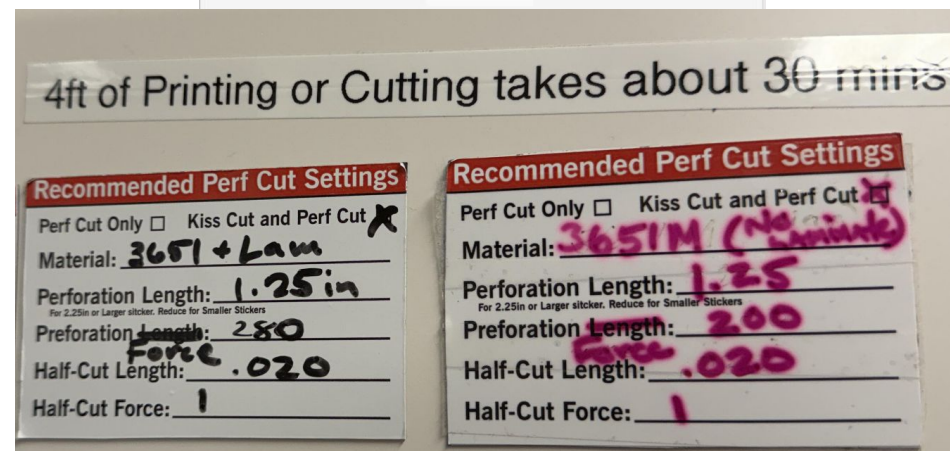 4ft of Printing or Cutting takes about 30 mins
Recommended Perf Cut Settings
Perf Cut Only ☐ Kiss Cut and Perf Cut X
Material: 3651 + Lam
Perforation Length: 1.25in
For 2.25in or Larger sitcker. Reduce for Smaller Stickers
Preforation Length: 280
Force
Half-Cut Length: .020
Half-Cut Force: 1
Recommended Perf Cut Settings
Perf Cut Only ☐ Kiss Cut and Perf Cut ☒
Material: 3651M (No Laminate)
Perforation Length: 1.25
For 2.25in or Larger sitcker. Reduce for Smaller Stickers
Preforation Length: 200
Force
Half-Cut Length: .020
Half-Cut Force: 1